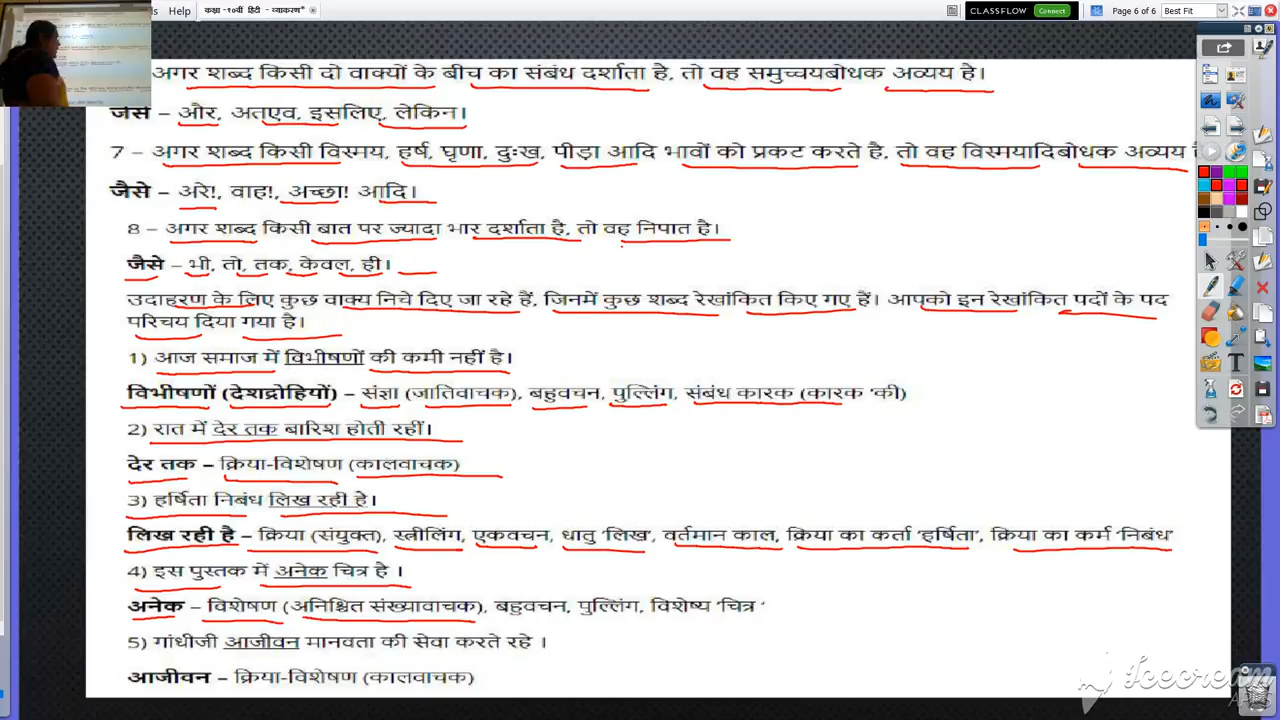 ls Help कक्षा -१०वीं हिंदी - व्याकरण* CLASSFLOW Connect Page 6 of 6 Best Fit
अगर शब्द किसी दो वाक्यों के बीच का संबंध दर्शाता है, तो वह समुच्चयबोधक अव्यय है।
जैसे – और, अतएव, इसलिए, लेकिन।
7 – अगर शब्द किसी विस्मय, हर्ष, घृणा, दुःख, पीड़ा आदि भावों को प्रकट करते है, तो वह विस्मयादिबोधक अव्यय
जैसे – अरे!, वाह!, अच्छा! आदि।
8 – अगर शब्द किसी बात पर ज्यादा भार दर्शाता है, तो वह निपात है।
जैसे – भी, तो, तक, केवल, ही।
उदाहरण के लिए कुछ वाक्य निचे दिए जा रहे हैं, जिनमें कुछ शब्द रेखांकित किए गए हैं। आपको इन रेखांकित पदों के पद
परिचय दिया गया है।
1) आज समाज में विभीषणों की कमी नहीं है।
विभीषणों (देशद्रोहियों) – संज्ञा (जातिवाचक), बहुवचन, पुल्लिंग, संबंध कारक (कारक ‘की)
2) रात में देर तक बारिश होती रहीं।
देर तक – क्रिया-विशेषण (कालवाचक)
3) हर्षिता निबंध लिख रही हे।
लिख रही है – क्रिया (संयुक्त), स्त्रीलिंग, एकवचन, धातु ‘लिख’, वर्तमान काल, क्रिया का कर्ता ‘हर्षिता’, क्रिया का कर्म ‘निबंध’
4) इस पुस्तक में अनेक चित्र है ।
अनेक – विशेषण (अनिश्चित संख्यावाचक), बहुवचन, पुल्लिंग, विशेष्य ‘चित्र ‘
5) गांधीजी आजीवन मानवता की सेवा करते रहे ।
आजीवन – क्रिया-विशेषण (कालवाचक)
Icecream
APPS